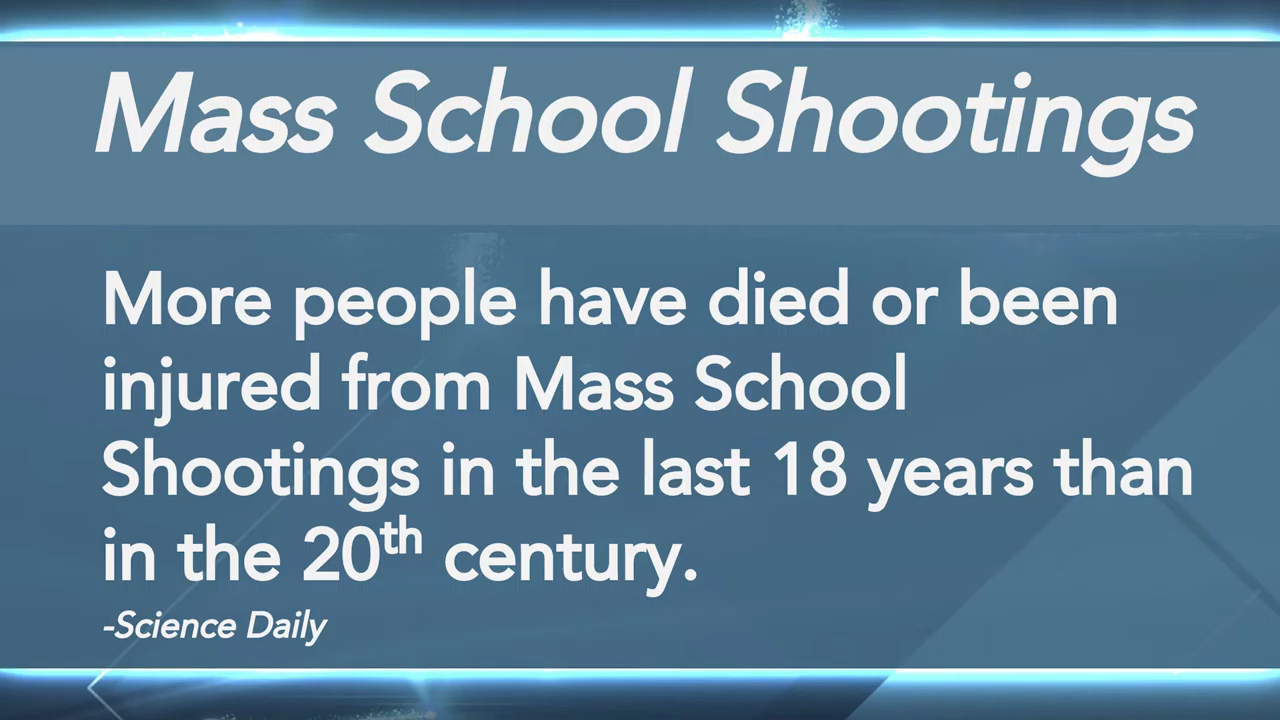 Mass School Shootings
More people have died or been
injured from Mass School
Shootings in the last 18 years than
in the 20th century.
-Science Daily